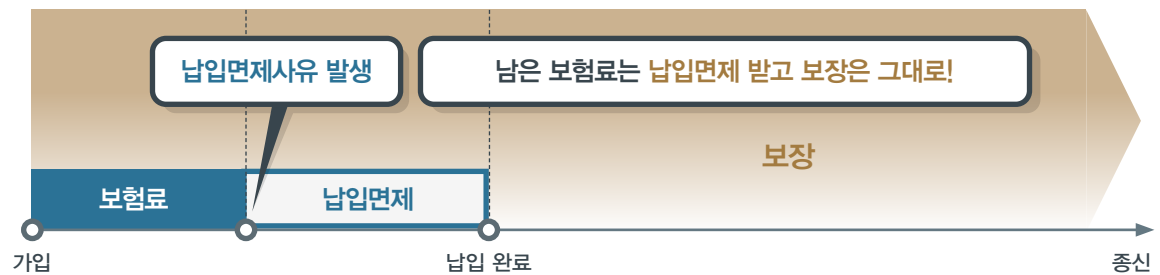 납입면제사유 발생
남은 보험료는 납입면제 받고 보장은 그대로!
보장
보험료
납입면제
가입
납입 완료
종신